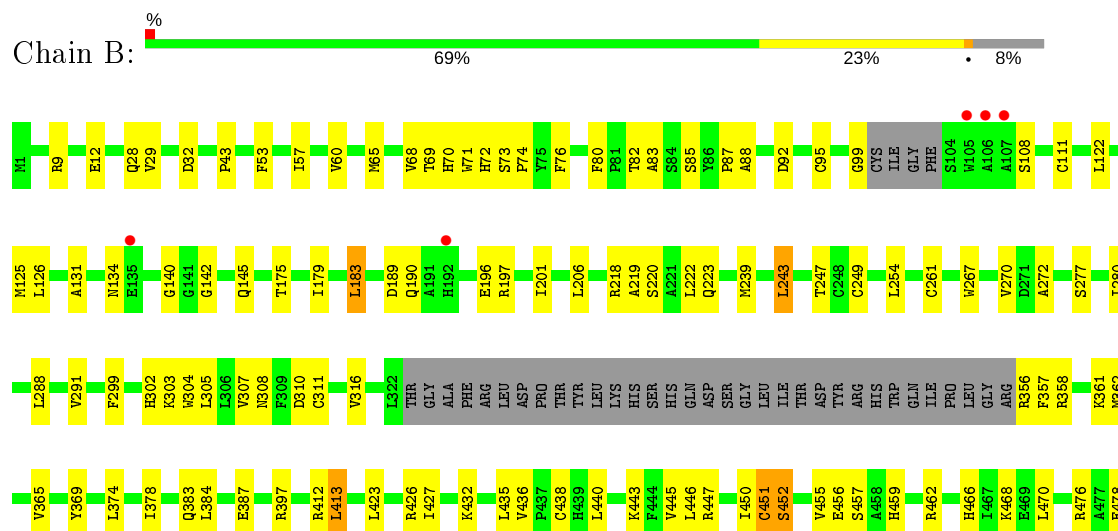 %
Chain B:
69% 23% • 8%
M1 R9 E12 Q28 V29 D32 P43 F53 I57 V60 M65 V68 T69 H70 W71 H72 S73 P74 Y75 F76 F80 P81 T82 A83 S84 S85 Y86 P87 A88 D92 C95 G99 CYS ILE GLY PHE S104 W105 A106 A107 S108 C111 L122
M125 L126 A131 N134 E135 G140 G141 G142 Q145 T175 I179 L183 D189 Q190 A191 H192 E196 R197 I201 L206 R218 A219 S220 A221 L222 Q223 M239 L243 T247 C248 C249 L254 C261 W267 V270 D271 A272 S277
L288 V291 F299 H302 K303 W304 L305 L306 V307 N308 F309 D310 C311 V316 L322 THR GLY ALA PHE ARG LEU ASP PRO THR TYR LEU LYS HIS SER HIS GLN ASP SER GLY LEU ILE THR ASP TYR ARG HIS TRP GLN ILE PRO LEU GLY ARG R356 F357 R358 K361 M362
V365 Y369 L374 I378 Q383 L384 E387 R397 R412 L413 L423 R426 I427 K432 L435 V436 P437 C438 H439 L440 K443 F444 V445 L446 R447 I450 C451 S452 V455 E456 S457 A458 H459 R462 H466 I467 K468 E469 L470 R476 A477